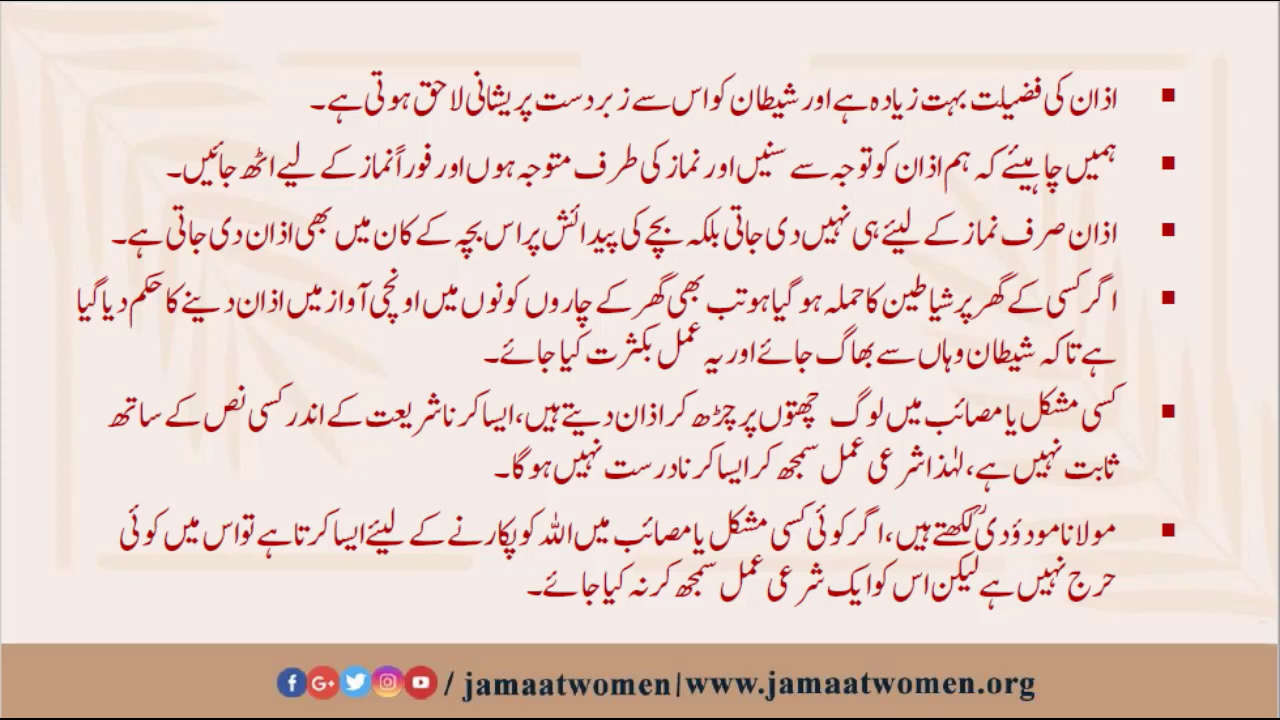 ▪ اذان کی فضیلت بہت زیادہ ہے اور شیطان کو اس سے زبردست پریشانی لاحق ہوتی ہے۔
▪ ہمیں چاہیئے کہ ہم اذان کو توجہ سے سنیں اور نماز کی طرف متوجہ ہوں اور فوراً نماز کے لیے اٹھ جائیں۔
▪ اذان صرف نماز کے لیئے ہی نہیں دی جاتی بلکہ بچے کی پیدائش پر اس بچہ کے کان میں بھی اذان دی جاتی ہے۔
▪ اگر کسی کے گھر پر شیاطین کا حملہ ہو گیا ہو تب بھی گھر کے چاروں کونوں میں اونچی آواز میں اذان دینے کا حکم دیا گیا
ہے تاکہ شیطان وہاں سے بھاگ جائے اور یہ عمل بکثرت کیا جائے۔
▪ کسی مشکل یا مصائب میں لوگ چھتوں پر چڑھ کر اذان دیتے ہیں، ایسا کرنا شریعت کے اندر کسی نص کے ساتھ
ثابت نہیں ہے، لہٰذا شرعی عمل سمجھ کر ایسا کرنا درست نہیں ہو گا۔
▪ مولانا مودودیؒ لکھتے ہیں، اگر کوئی کسی مشکل یا مصائب میں اللہ کو پکارنے کے لیئے ایسا کرتا ہے تو اس میں کوئی
حرج نہیں ہے لیکن اس کو ایک شرعی عمل سمجھ کر نہ کیا جائے۔
/ jamaatwomen|www.jamaatwomen.org